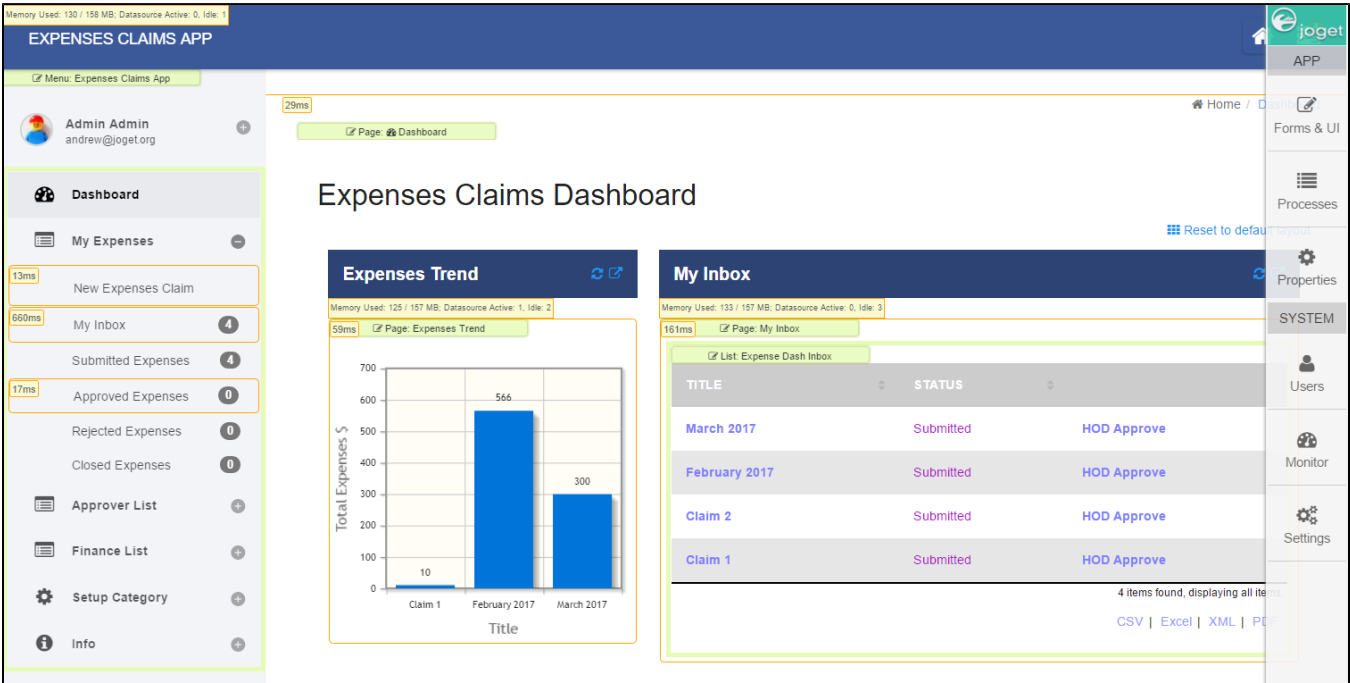 Memory Used: 130 / 158 MB; Datasource Active: 0, Idle: 1
EXPENSES CLAIMS APP
Menu: Expenses Claims App
Admin Admin
andrew@joget.org
Dashboard
My Expenses
13ms
New Expenses Claim
660ms
My Inbox 4
Submitted Expenses 4
17ms
Approved Expenses 0
Rejected Expenses 0
Closed Expenses 0
Approver List
Finance List
Setup Category
Info
29ms
Home / Dashboard
Page: Dashboard
Expenses Claims Dashboard
Reset to default layout
Expenses Trend
Memory Used: 125 / 157 MB; Datasource Active: 1, Idle: 2
59ms Page: Expenses Trend
Total Expenses $
700
600
500
400
300
200
100
0
10
566
300
Claim 1 February 2017 March 2017
Title
My Inbox
Memory Used: 133 / 157 MB; Datasource Active: 0, Idle: 3
161ms Page: My Inbox
List: Expense Dash Inbox
TITLE STATUS
March 2017 Submitted HOD Approve
February 2017 Submitted HOD Approve
Claim 2 Submitted HOD Approve
Claim 1 Submitted HOD Approve
4 items found, displaying all items.
CSV | Excel | XML | PDF
joget
APP
Forms & UI
Processes
Properties
SYSTEM
Users
Monitor
Settings